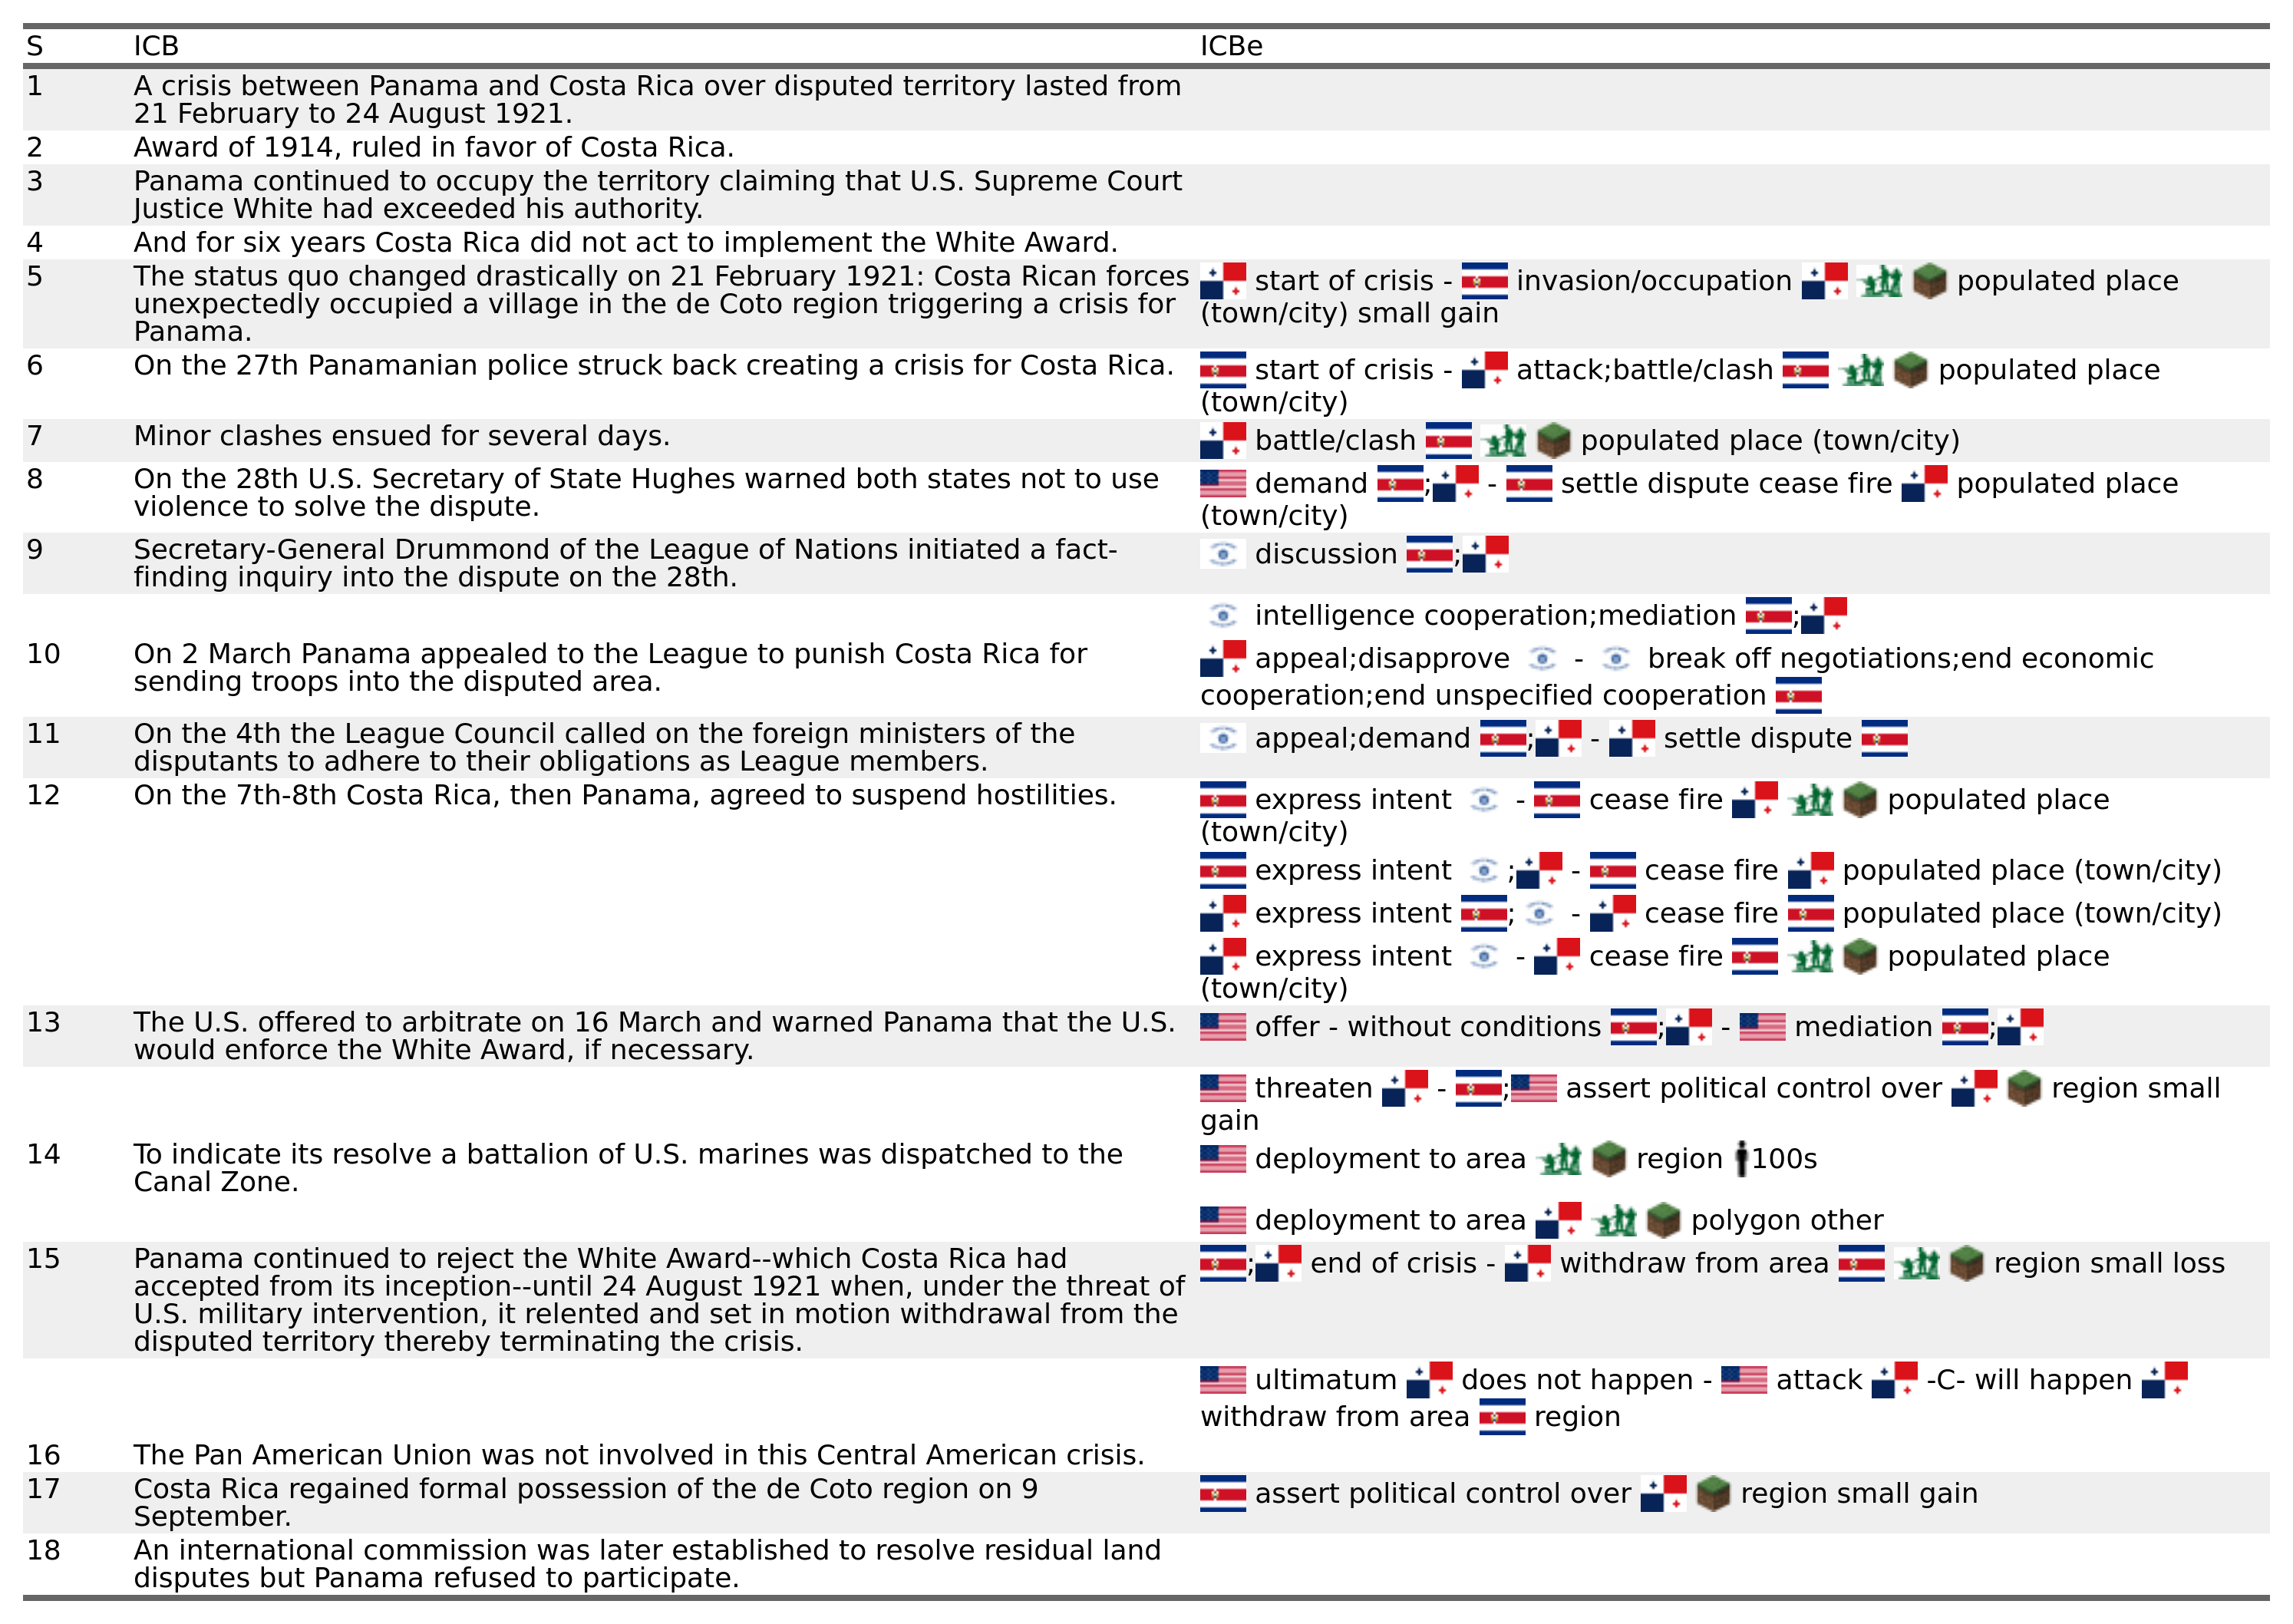 S ICB ICBe
1 A crisis between Panama and Costa Rica over disputed territory lasted from
21 February to 24 August 1921.
2 Award of 1914, ruled in favor of Costa Rica.
3 Panama continued to occupy the territory claiming that U.S. Supreme Court
Justice White had exceeded his authority.
4 And for six years Costa Rica did not act to implement the White Award.
5 The status quo changed drastically on 21 February 1921: Costa Rican forces
unexpectedly occupied a village in the de Coto region triggering a crisis for
Panama.
start of crisis - invasion/occupation populated place
(town/city) small gain
6 On the 27th Panamanian police struck back creating a crisis for Costa Rica.
start of crisis - attack;battle/clash populated place
(town/city)
7 Minor clashes ensued for several days.
battle/clash populated place (town/city)
8 On the 28th U.S. Secretary of State Hughes warned both states not to use
violence to solve the dispute.
demand ; - settle dispute cease fire populated place
(town/city)
9 Secretary-General Drummond of the League of Nations initiated a fact-
finding inquiry into the dispute on the 28th.
discussion ;
intelligence cooperation;mediation ;
10 On 2 March Panama appealed to the League to punish Costa Rica for
sending troops into the disputed area.
appeal;disapprove - break off negotiations;end economic
cooperation;end unspecified cooperation
11 On the 4th the League Council called on the foreign ministers of the
disputants to adhere to their obligations as League members.
appeal;demand ; - settle dispute
12 On the 7th-8th Costa Rica, then Panama, agreed to suspend hostilities.
express intent - cease fire populated place
(town/city)
express intent ; - cease fire populated place (town/city)
express intent ; - cease fire populated place (town/city)
express intent - cease fire populated place
(town/city)
13 The U.S. offered to arbitrate on 16 March and warned Panama that the U.S.
would enforce the White Award, if necessary.
offer - without conditions ; - mediation ;
threaten - ; assert political control over region small
gain
14 To indicate its resolve a battalion of U.S. marines was dispatched to the
Canal Zone.
deployment to area region 100s
deployment to area polygon other
15 Panama continued to reject the White Award--which Costa Rica had
accepted from its inception--until 24 August 1921 when, under the threat of
U.S. military intervention, it relented and set in motion withdrawal from the
disputed territory thereby terminating the crisis.
; end of crisis - withdraw from area region small loss
ultimatum does not happen - attack -C- will happen
withdraw from area region
16 The Pan American Union was not involved in this Central American crisis.
17 Costa Rica regained formal possession of the de Coto region on 9
September.
assert political control over region small gain
18 An international commission was later established to resolve residual land
disputes but Panama refused to participate.